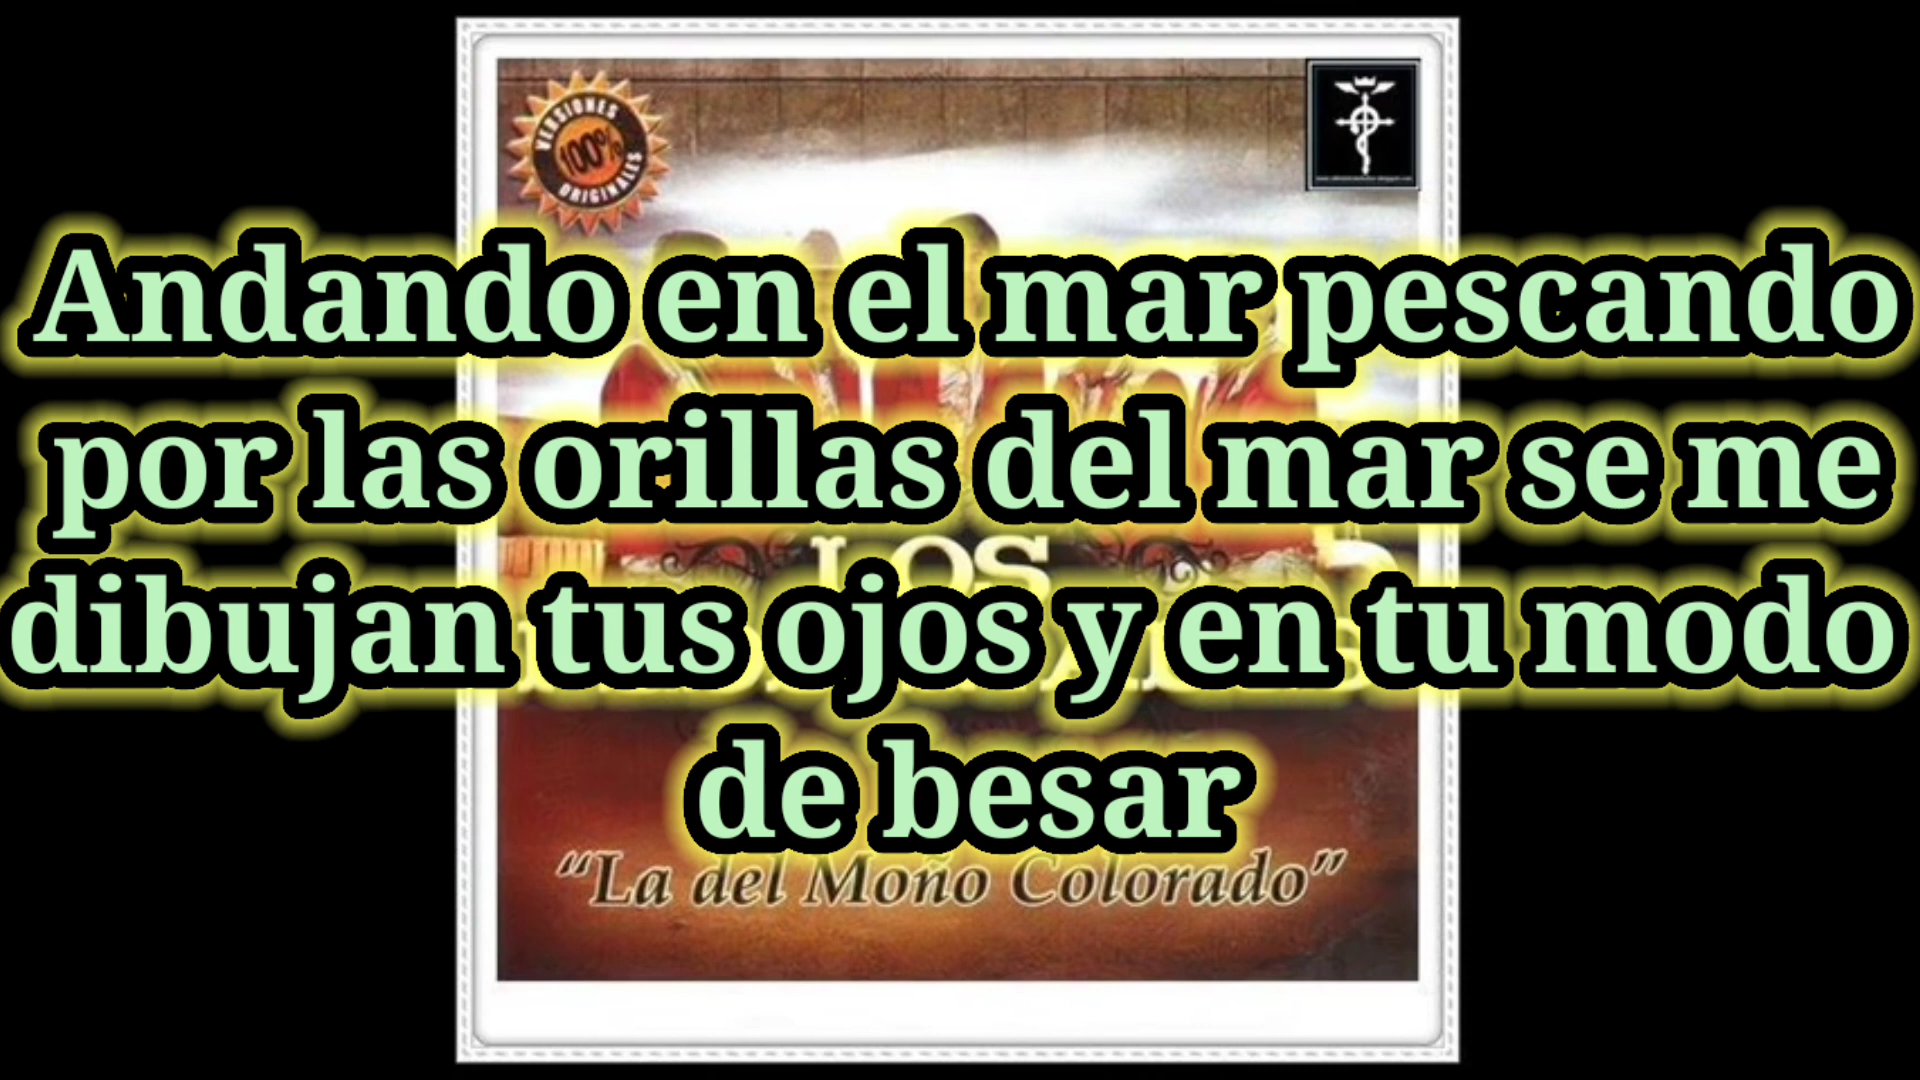 VERSIONES
100%
ORIGINALES
Andando en el mar pescando
por las orillas del mar se me
LOS
dibujan tus ojos y en tu modo
de besar
“La del Moño Colorado”